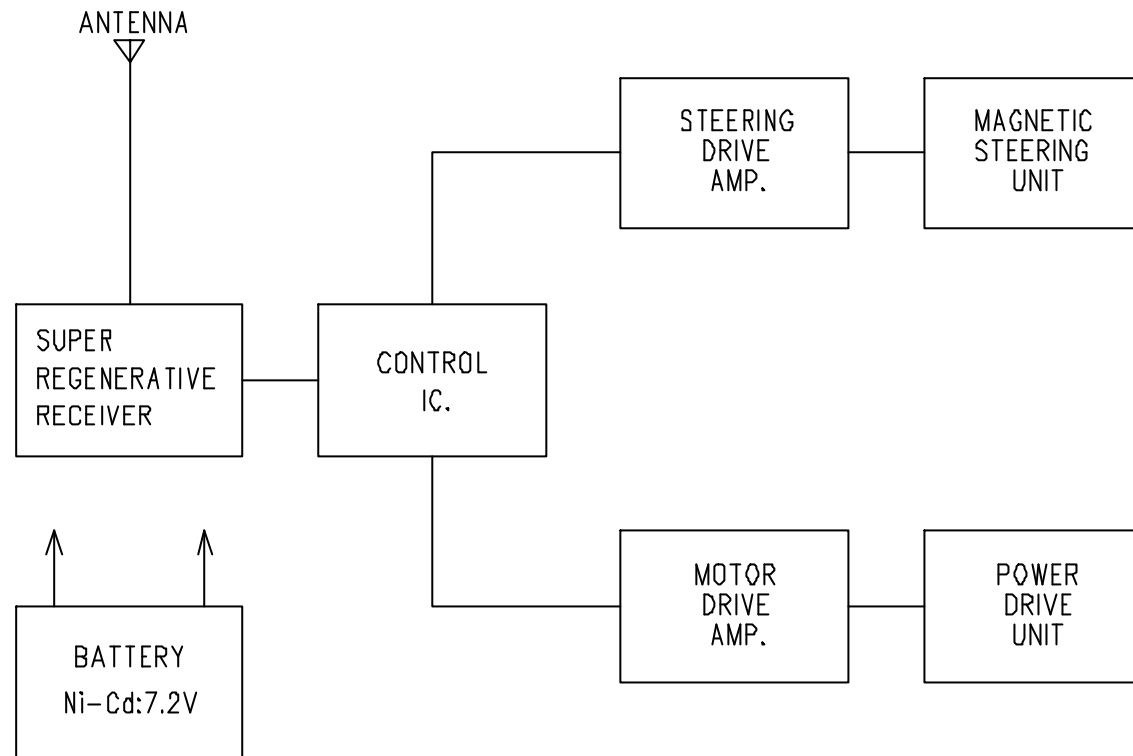 ANTENNA
STEERING
DRIVE
AMP.
MAGNETIC
STEERING
UNIT
SUPER
REGENERATIVE
RECEIVER
CONTROL
IC.
MOTOR
DRIVE
AMP.
POWER
DRIVE
UNIT
BATTERY
Ni-Cd:7.2V